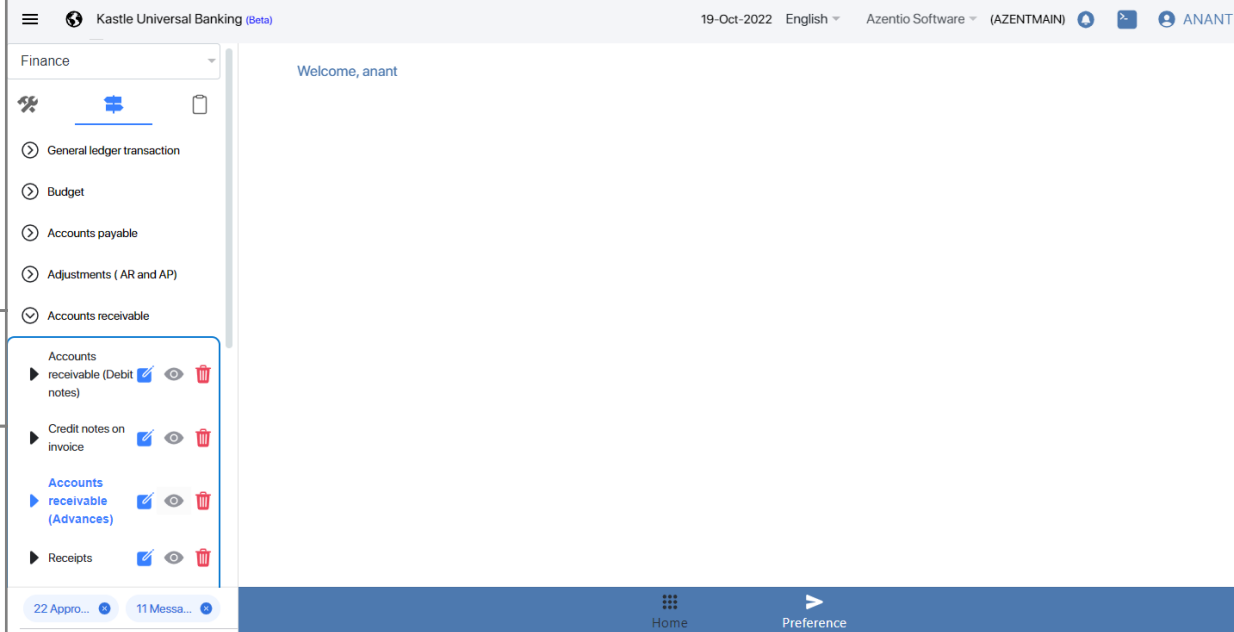 Kastle Universal Banking (Beta)
19-Oct-2022 English Azentio Software (AZENTMAIN) ANANT
Finance
Welcome, anant
General ledger transaction
Budget
Accounts payable
Adjustments ( AR and AP)
Accounts receivable
Accounts
receivable (Debit
notes)
Credit notes on
invoice
Accounts
receivable
(Advances)
Receipts
22 Appro... 11 Messa...
Home
Preference